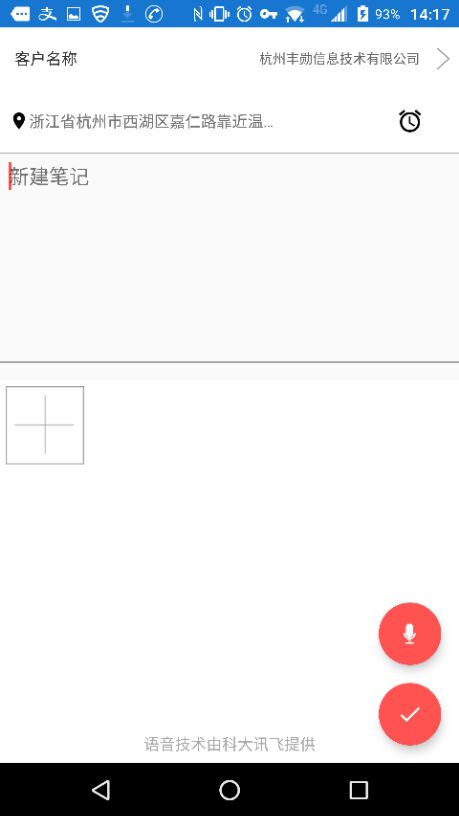 4G 93% 14:17
客户名称 杭州丰勋信息技术有限公司
浙江省杭州市西湖区嘉仁路靠近温...
新建笔记
语音技术由科大讯飞提供